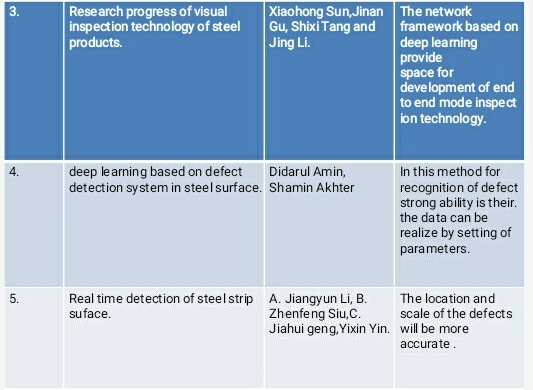 3.
Research progress of visual
inspection technology of steel
products.
Xiaohong Sun,Jinan
Gu, Shixi Tang and
Jing Li.
The network
framework based on
deep learning
provide
space for
development of end
to end mode inspect
ion technology.
4.
deep learning based on defect
detection system in steel surface.
Didarul Amin,
Shamin Akhter
In this method for
recognition of defect
strong ability is their.
the data can be
realize by setting of
parameters.
5.
Real time detection of steel strip
suface.
A. Jiangyun Li, B.
Zhenfeng Siu,C.
Jiahui geng,Yixin Yin.
The location and
scale of the defects
will be more
accurate .